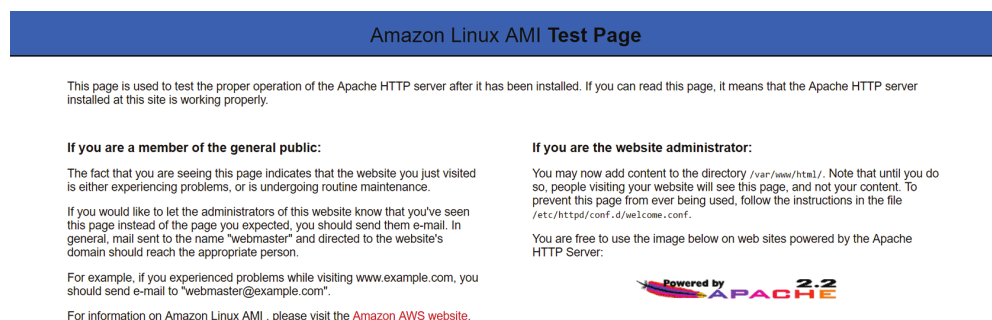 Amazon Linux AMI Test Page
This page is used to test the proper operation of the Apache HTTP server after it has been installed. If you can read this page, it means that the Apache HTTP server
installed at this site is working properly.
If you are a member of the general public:
The fact that you are seeing this page indicates that the website you just visited
is either experiencing problems, or is undergoing routine maintenance.
If you would like to let the administrators of this website know that you've seen
this page instead of the page you expected, you should send them e-mail. In
general, mail sent to the name "webmaster" and directed to the website's
domain should reach the appropriate person.
For example, if you experienced problems while visiting www.example.com, you
should send e-mail to "webmaster@example.com".
For information on Amazon Linux AMI , please visit the Amazon AWS website.
If you are the website administrator:
You may now add content to the directory /var/www/html/. Note that until you do
so, people visiting your website will see this page, and not your content. To
prevent this page from ever being used, follow the instructions in the file
/etc/httpd/conf.d/welcome.conf.
You are free to use the image below on web sites powered by the Apache
HTTP Server:
Powered by 2.2
APACHE